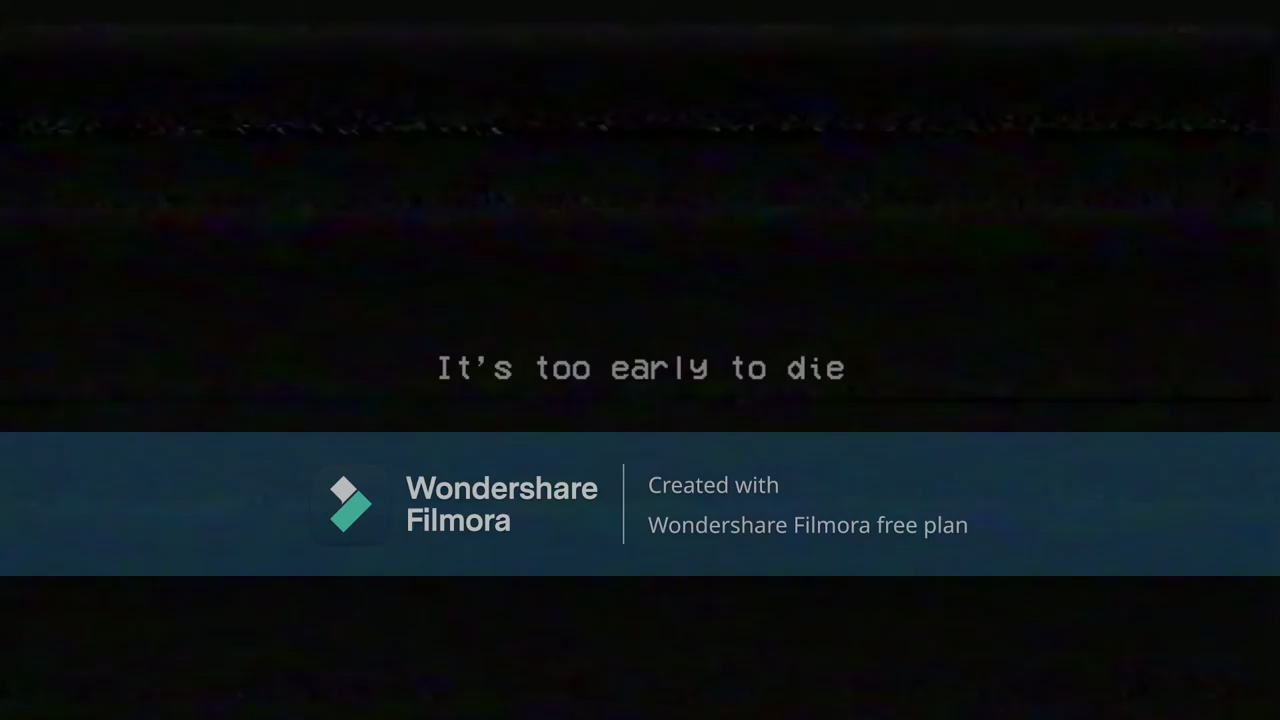 It's too early to die
Wondershare
Filmora
Created with
Wondershare Filmora free plan